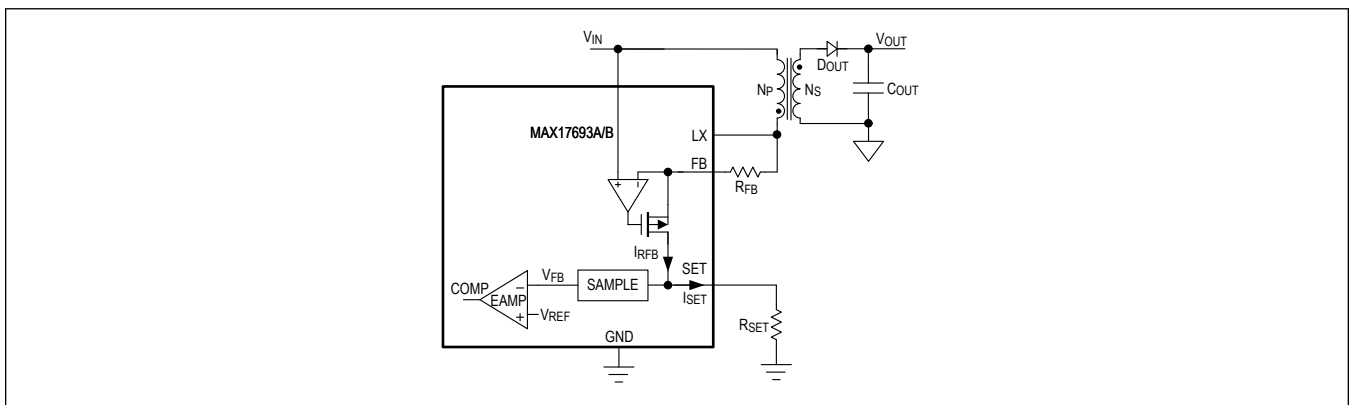 VIN
VOUT
DOUT
NP
NS
COUT
MAX17693A/B
LX
FB
RFB
+
-
IRFB
SET
VFB
SAMPLE
ISET
COMP
-
EAMP
+
VREF
RSET
GND